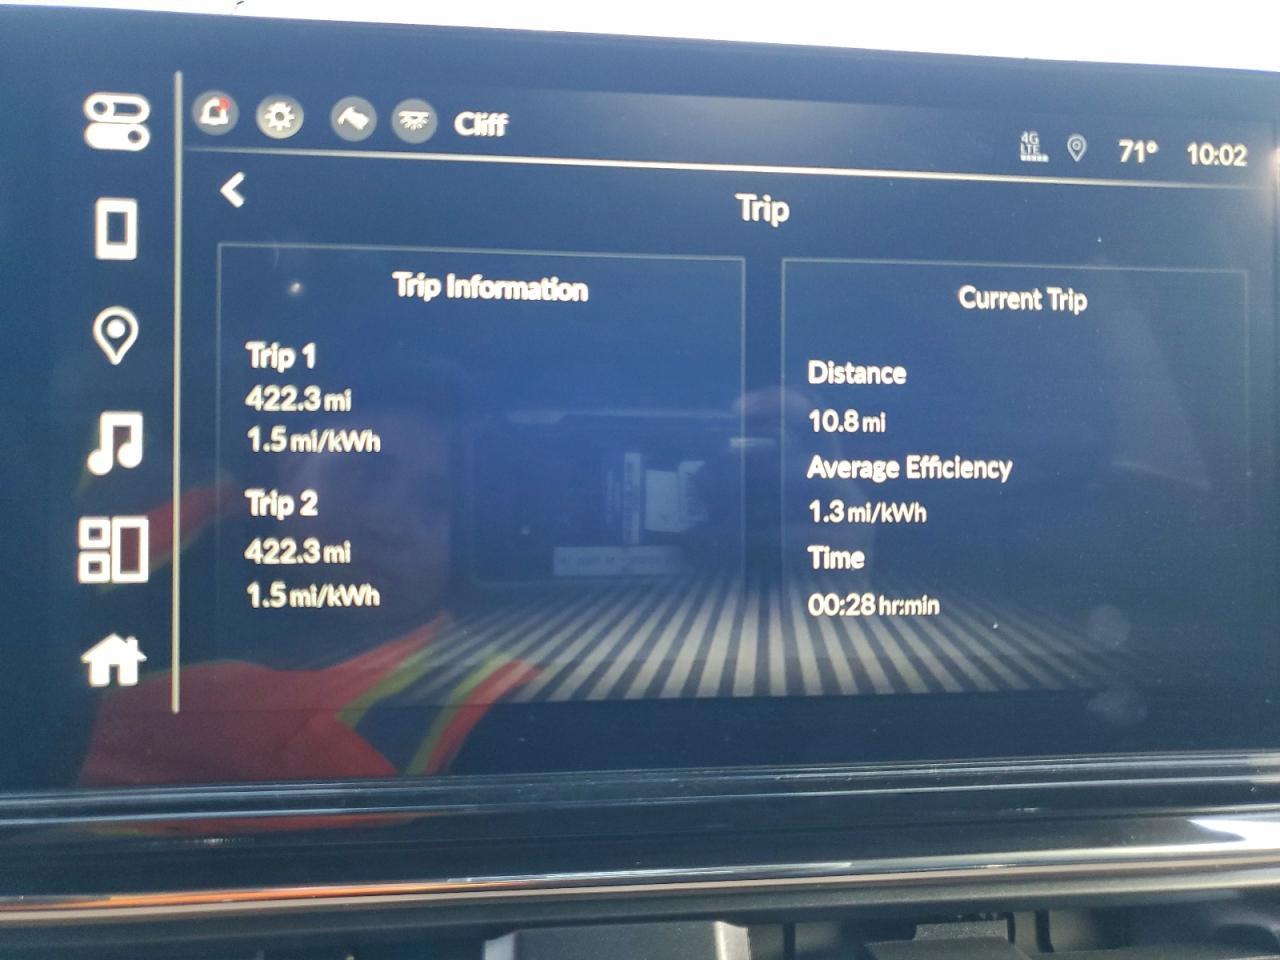 Cliff
4G
LTE
71°
10:02
Trip
Trip Information
Trip 1
422.3 mi
1.5 mi/kWh
Trip 2
422.3 mi
1.5 mi/kWh
Current Trip
Distance
10.8 mi
Average Efficiency
1.3 mi/kWh
Time
00:28 hr:min